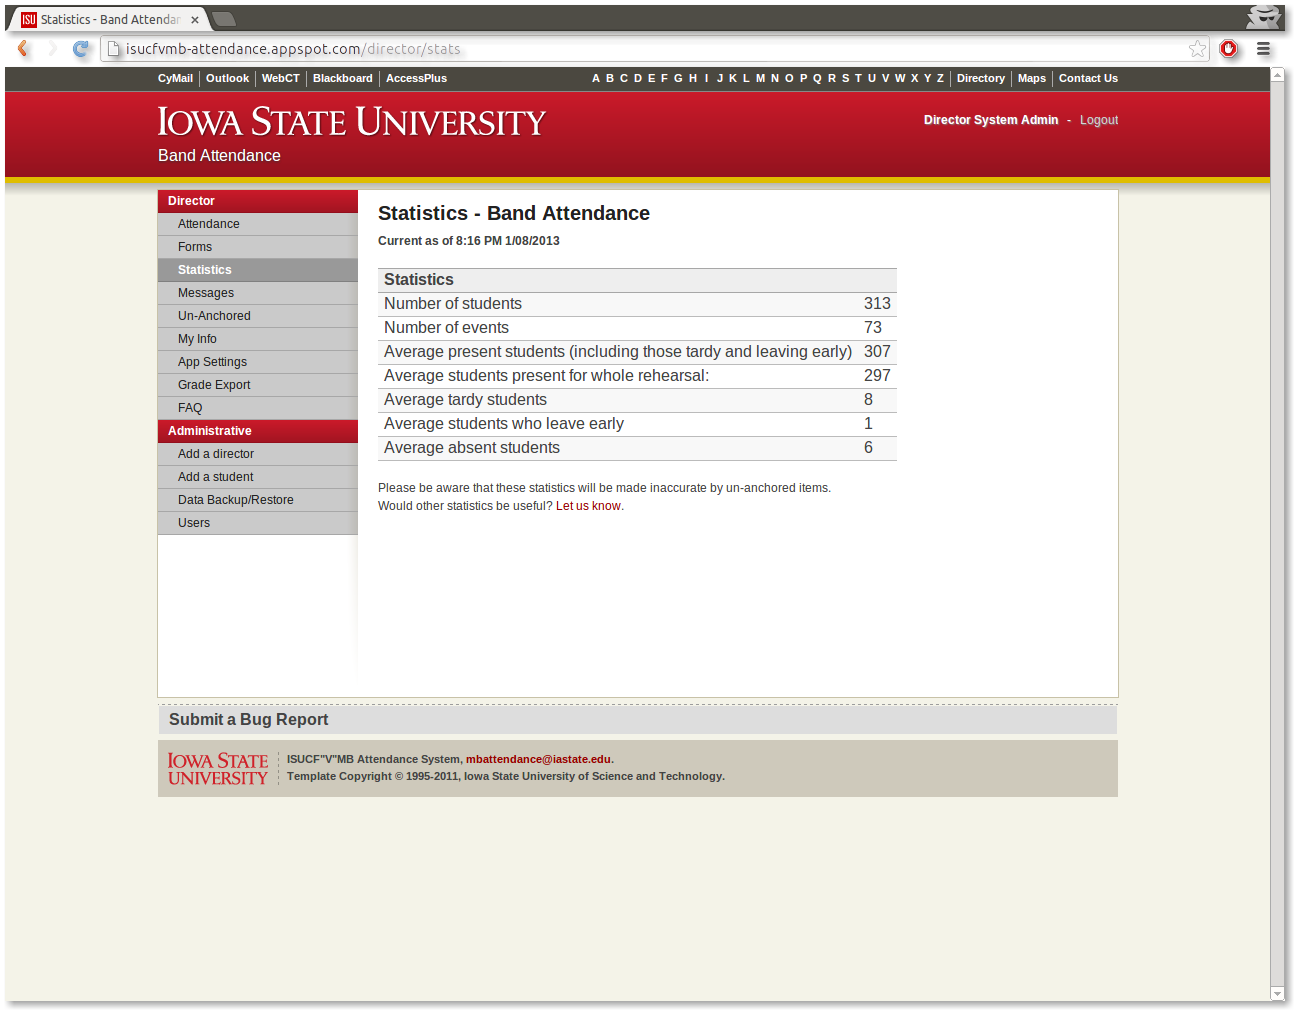 ISU Statistics - Band Attendan
isucfvmb-attendance.appspot.com/director/stats
CyMail Outlook WebCT Blackboard AccessPlus A B C D E F G H I J K L M N O P Q R S T U V W X Y Z Directory Maps Contact Us
IOWA STATE UNIVERSITY
Director System Admin - Logout
Band Attendance
Director
Attendance
Forms
Statistics
Messages
Un-Anchored
My Info
App Settings
Grade Export
FAQ
Administrative
Add a director
Add a student
Data Backup/Restore
Users
Statistics - Band Attendance
Current as of 8:16 PM 1/08/2013
Statistics
Number of students 313
Number of events 73
Average present students (including those tardy and leaving early) 307
Average students present for whole rehearsal: 297
Average tardy students 8
Average students who leave early 1
Average absent students 6
Please be aware that these statistics will be made inaccurate by un-anchored items.
Would other statistics be useful? Let us know.
Submit a Bug Report
IOWA STATE
UNIVERSITY
ISUCF"V"MB Attendance System, mbattendance@iastate.edu.
Template Copyright © 1995-2011, Iowa State University of Science and Technology.